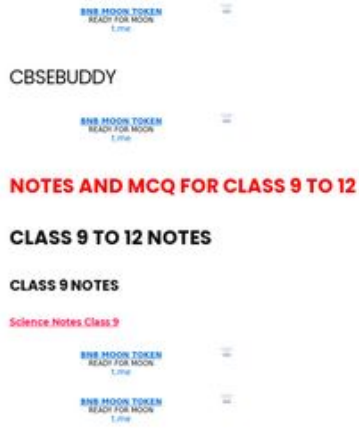 BNB MOON TOKEN
READY FOR MOON
t.me
CBSEBUDDY
BNB MOON TOKEN
READY FOR MOON
t.me
NOTES AND MCQ FOR CLASS 9 TO 12
CLASS 9 TO 12 NOTES
CLASS 9 NOTES
Science Notes Class 9
BNB MOON TOKEN
READY FOR MOON
t.me
BNB MOON TOKEN
READY FOR MOON
t.me